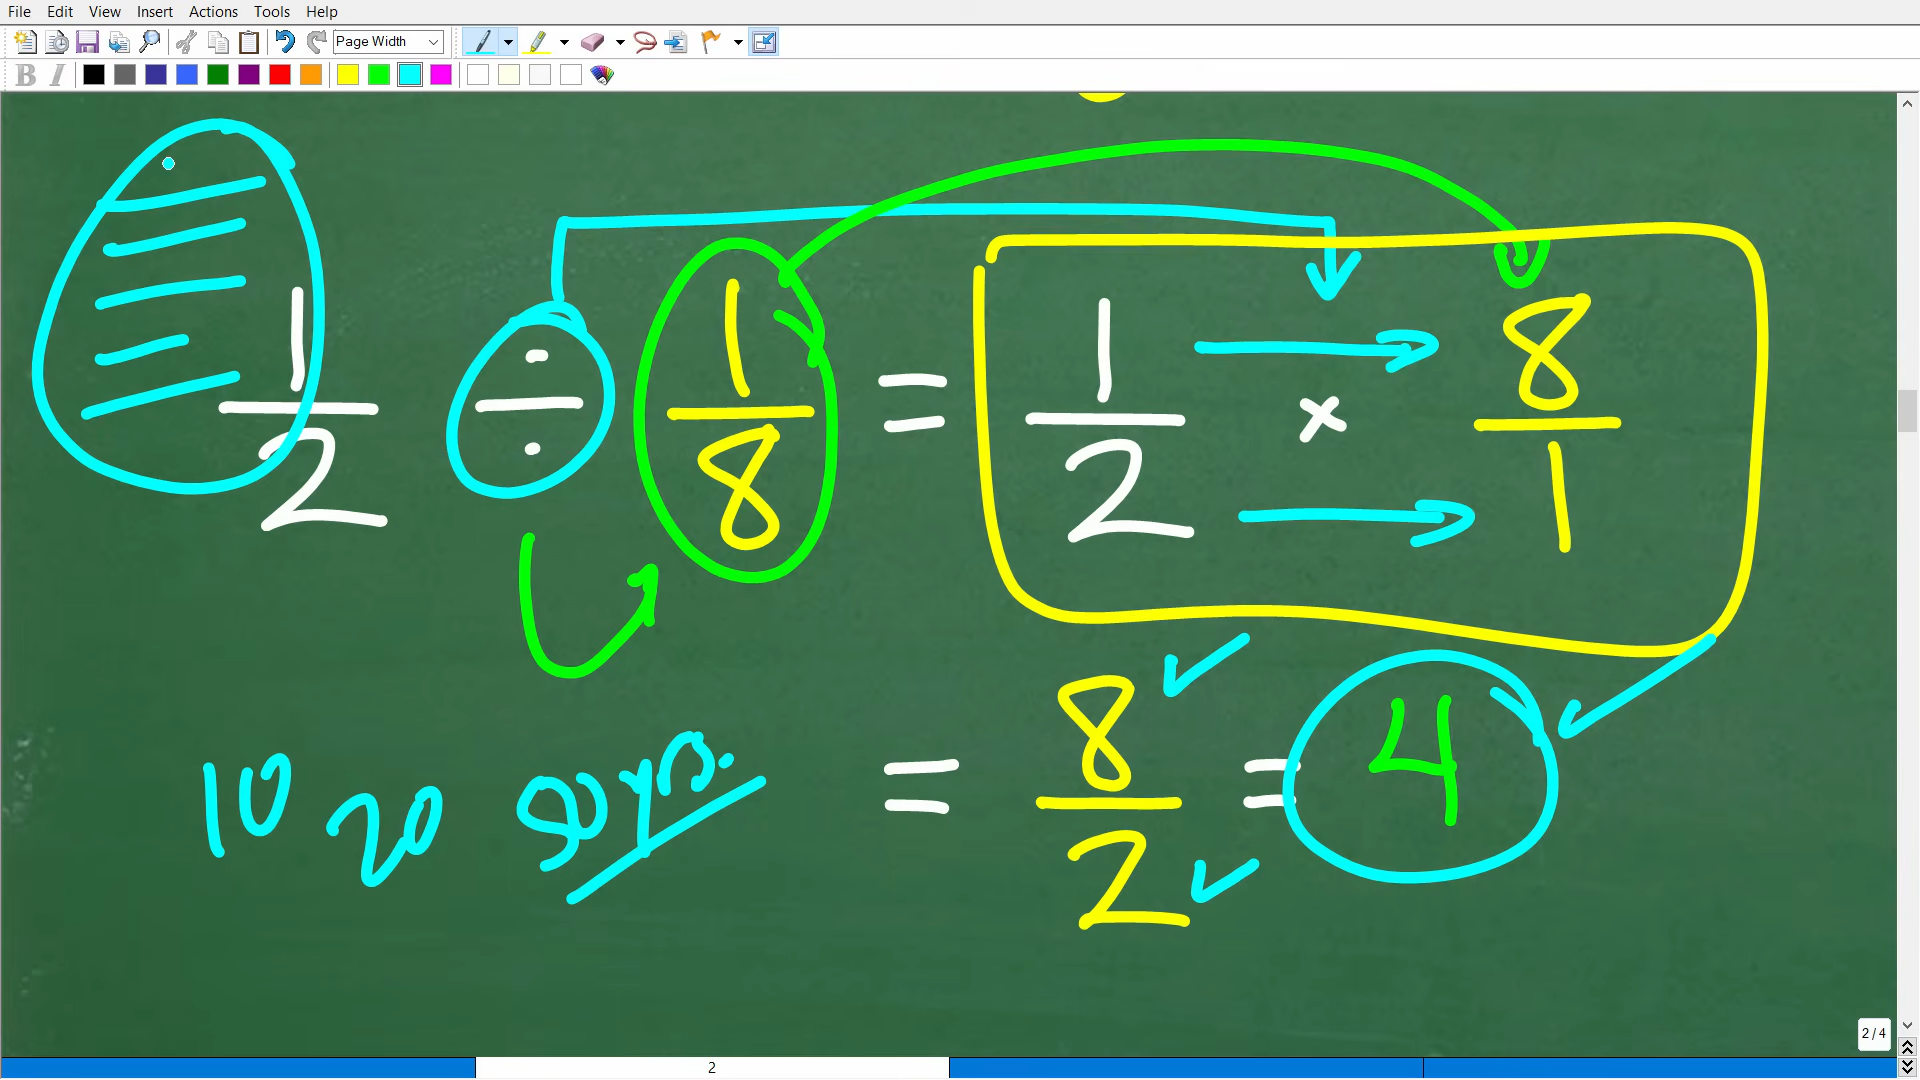 File Edit View Insert Actions Tools Help
Page Width
B I
1/2 ÷ 1/8 = 1/2 × 8/1
= 8/2 = 4
10 20 50 yrs.
2 / 4
2